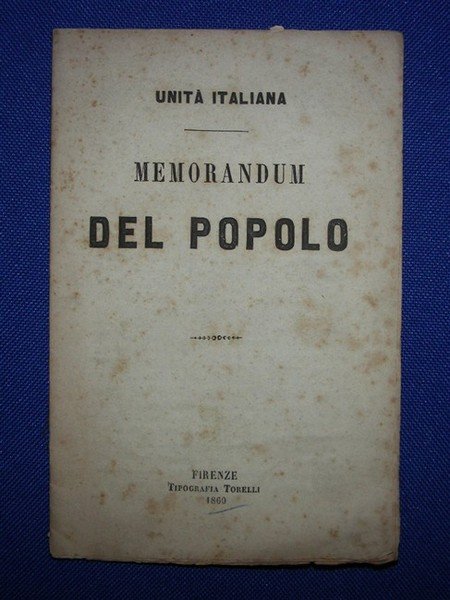 UNITÀ ITALIANA
MEMORANDUM
DEL POPOLO
FIRENZE
TIPOGRAFIA TORELLI
1860